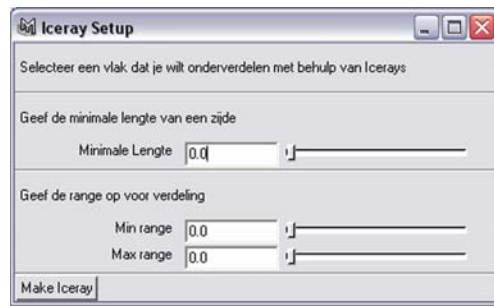 Iceray Setup
Selecteer een vlak dat je wilt onderverdelen met behulp van Icerays
Geef de minimale lengte van een zijde
Minimale Lengte 0.0
Geef de range op voor verdeling
Min range 0.0
Max range 0.0
Make Iceray